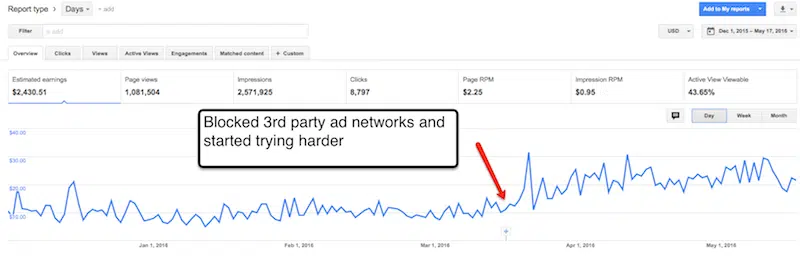 Report type > Days + add
Add to My reports
Filter + add
USD Dec 1, 2015 – May 17, 2016
Overview Clicks Views Active Views Engagements Matched content + Custom
Estimated earnings Page views Impressions Clicks Page RPM Impression RPM Active View Viewable
$2,430.51 1,081,504 2,571,925 8,797 $2.25 $0.95 43.65%
Blocked 3rd party ad networks and
started trying harder
Day Week Month
$40.00
$30.00
$20.00
$10.00
Jan 1, 2016 Feb 1, 2016 Mar 1, 2016 Apr 1, 2016 May 1, 2016